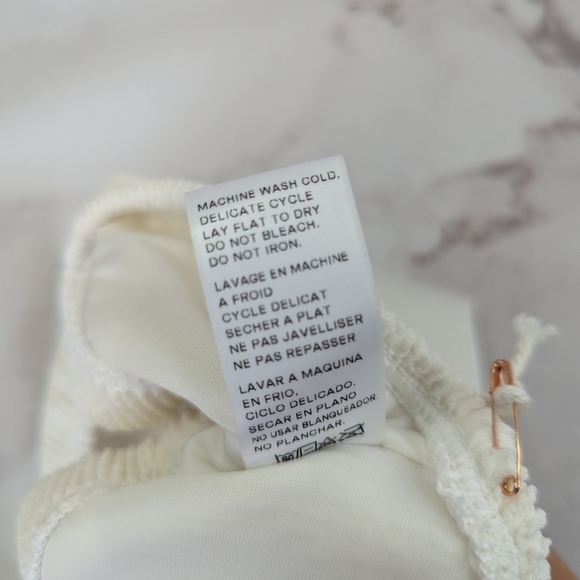 MACHINE WASH COLD,
DELICATE CYCLE
LAY FLAT TO DRY
DO NOT BLEACH.
DO NOT IRON.
LAVAGE EN MACHINE
A FROID
CYCLE DELICAT
SECHER A PLAT
NE PAS JAVELLISER
NE PAS REPASSER
LAVAR A MAQUINA
EN FRIO,
CICLO DELICADO.
SECAR EN PLANO
NO USAR BLANQUEADOR.
NO PLANCHAR.